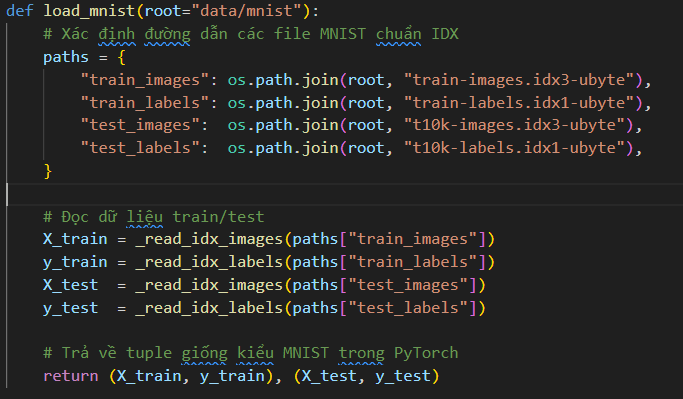 def load_mnist(root="data/mnist"):
    # Xác định đường dẫn các file MNIST chuẩn IDX
    paths = {
        "train_images": os.path.join(root, "train-images.idx3-ubyte"),
        "train_labels": os.path.join(root, "train-labels.idx1-ubyte"),
        "test_images":  os.path.join(root, "t10k-images.idx3-ubyte"),
        "test_labels":  os.path.join(root, "t10k-labels.idx1-ubyte"),
    }
    # Đọc dữ liệu train/test
    X_train = _read_idx_images(paths["train_images"])
    y_train = _read_idx_labels(paths["train_labels"])
    X_test  = _read_idx_images(paths["test_images"])
    y_test  = _read_idx_labels(paths["test_labels"])
    # Trả về tuple giống kiểu MNIST trong PyTorch
    return (X_train, y_train), (X_test, y_test)